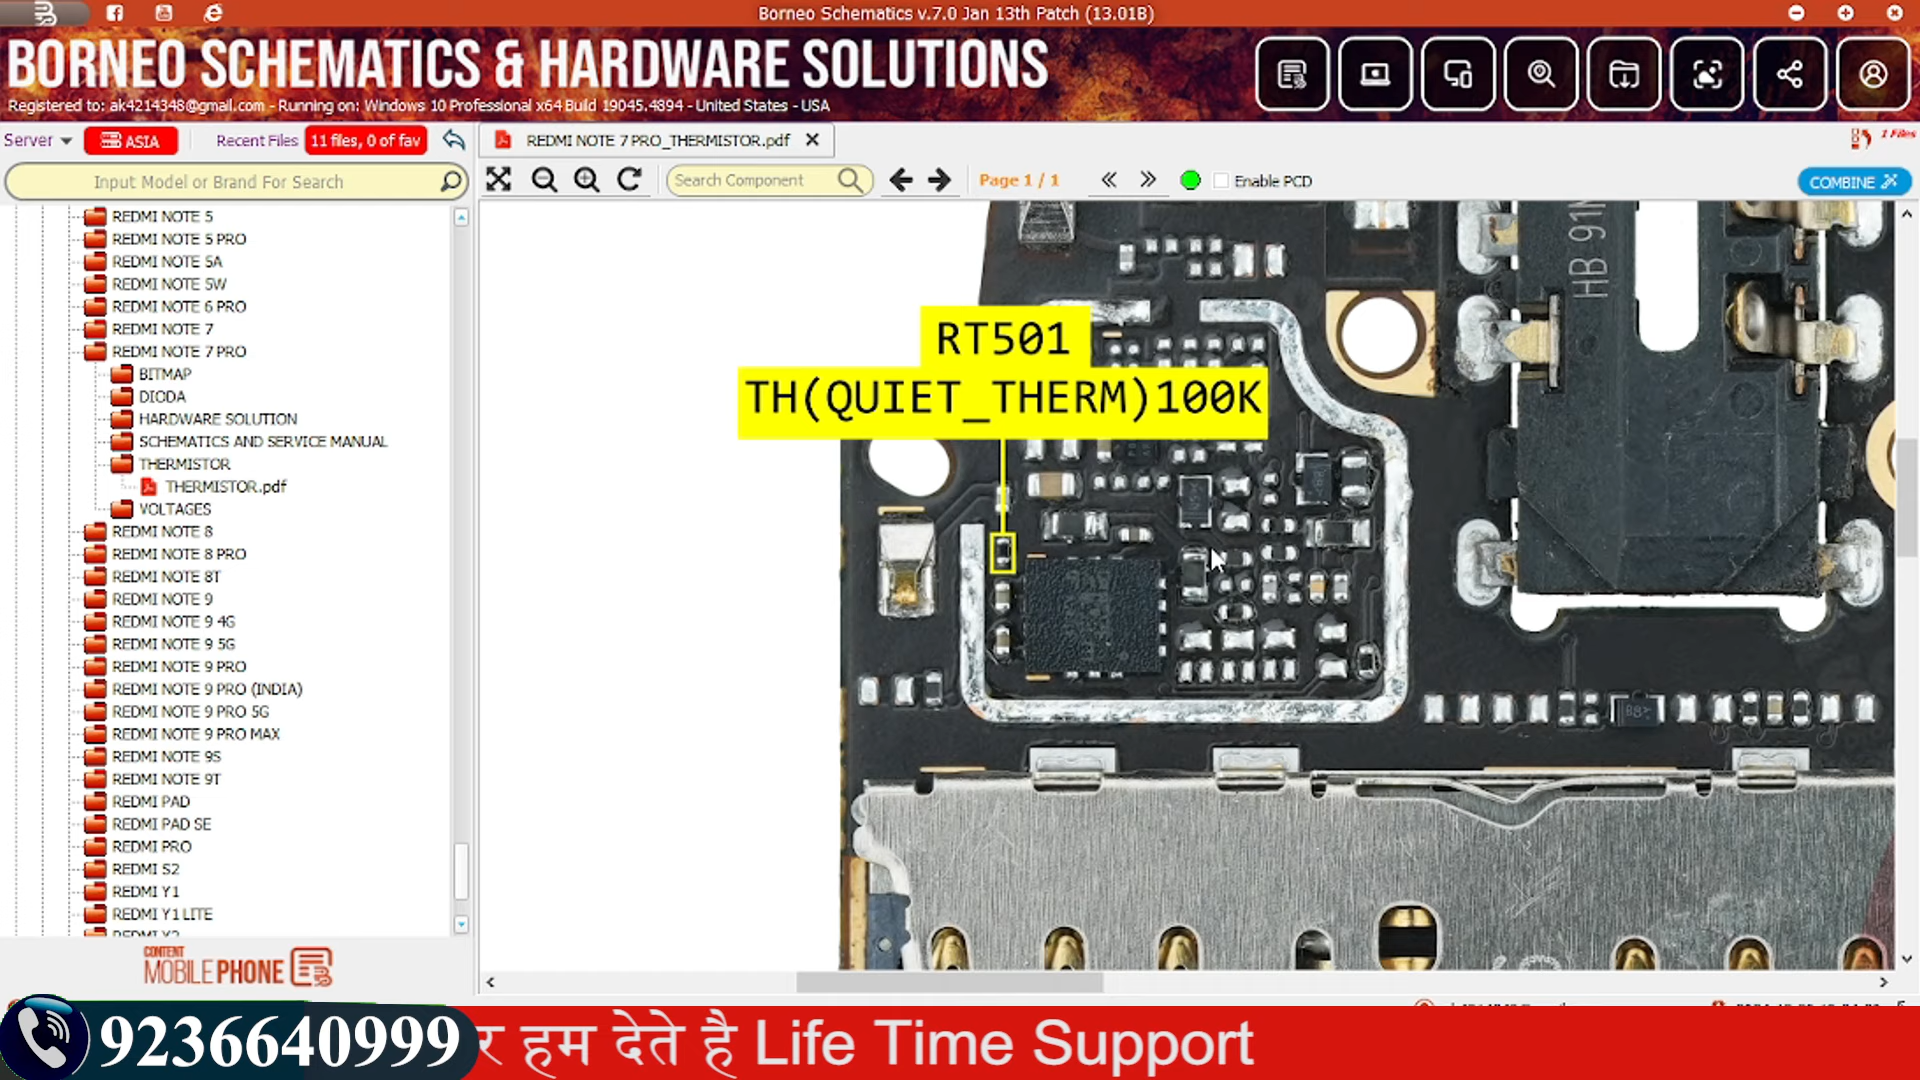 Borneo Schematics v.7.0 Jan 13th Patch (13.01B)
BORNEO SCHEMATICS & HARDWARE SOLUTIONS
Registered to: ak4214348@gmail.com - Running on: Windows 10 Professional x64 Build 19045.4894 - United States - USA
Server
ASIA
Recent Files
11 files, 0 of fav
REDMI NOTE 7 PRO_THERMISTOR.pdf
1 Files
Input Model or Brand For Search
Search Component
Page 1 / 1
Enable PCD
COMBINE
REDMI NOTE 5
REDMI NOTE 5 PRO
REDMI NOTE 5A
REDMI NOTE 5W
REDMI NOTE 6 PRO
REDMI NOTE 7
REDMI NOTE 7 PRO
BITMAP
DIODA
HARDWARE SOLUTION
SCHEMATICS AND SERVICE MANUAL
THERMISTOR
THERMISTOR.pdf
VOLTAGES
REDMI NOTE 8
REDMI NOTE 8 PRO
REDMI NOTE 8T
REDMI NOTE 9
REDMI NOTE 9 4G
REDMI NOTE 9 5G
REDMI NOTE 9 PRO
REDMI NOTE 9 PRO (INDIA)
REDMI NOTE 9 PRO 5G
REDMI NOTE 9 PRO MAX
REDMI NOTE 9S
REDMI NOTE 9T
REDMI PAD
REDMI PAD SE
REDMI PRO
REDMI S2
REDMI Y1
REDMI Y1 LITE
RT501
TH(QUIET_THERM)100K
CONTENT
MOBILE PHONE
9236640999
र हम देते है Life Time Support